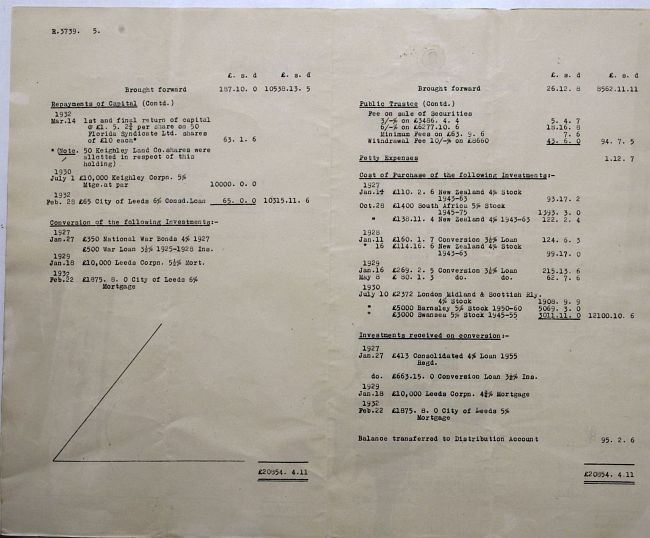 R.3739. 5.
£. s. d £. s. d
Brought forward 187.10. 0 10538.13. 5
Repayments of Capital (Contd.)
1932
Mar.14 1st and final return of capital
@ £1. 5. 2¾ per share on 50
Florida Syndicate Ltd. shares
of £10 each* 63. 1. 6
*(Note. 50 Keighley Land Co.shares were
allotted in respect of this
holding)
1930
July 1 £10,000 Keighley Corpn. 5%
Mtge.at par 10000. 0. 0
1932
Feb. 28 £65 City of Leeds 6% Consd.Loan 65. 0. 0 10315.11. 6
Conversion of the following Investments:-
1927
Jan.27 £350 National War Bonds 4% 1927
£500 War Loan 3½% 1925-1928 Ins.
1929
Jan.18 £10,000 Leeds Corpn. 5½% Mort.
1932
Feb.22 £1875. 8. 0 City of Leeds 6%
Mortgage
£20854. 4.11
£. s. d £. s. d
Brought forward 26.12. 8 8562.11.11
Public Trustee (Contd.)
Fee on sale of Securities
3/-% on £3486. 4. 4 5. 4. 7
6/-% on £6277.10. 6 18.16. 8
Minimum Fees on £63. 9. 6 7. 6
Withdrawal Fee 10/-% on £8660 43. 6. 0 94. 7. 5
Petty Expenses 1.12. 7
Cost of Purchase of the following Investments:-
1927
Jan.14 £110. 2. 6 New Zealand 4% Stock
1943-63 93.17. 2
Oct.28 £1400 South Africa 5% Stock
1945-75 1393. 3. 0
" £138.11. 4 New Zealand 4% 1943-63 122. 2. 4
1928
Jan.11 £160. 1. 7 Conversion 3½% Loan 124. 6. 3
" 16 £114.16. 6 New Zealand 4% Stock
1943-63 99.17. 0
1929
Jan.16 £269. 2. 5 Conversion 3½% Loan 215.13. 6
May 8 £ 80. 1. 3 do. do. 62. 7. 6
1930
July 10 £2372 London Midland & Scottish Rly.
4% Stock 1908. 9. 9
" £5000 Barnsley 5% Stock 1950-60 5069. 3. 0
" £3000 Swansea 5% Stock 1945-55 3011.11. 0 12100.10. 6
Investments received on conversion:-
1927
Jan.27 £413 Consolidated 4% Loan 1955
Regd.
do. £663.15. 0 Conversion Loan 3½% Ins.
1929
Jan.18 £10,000 Leeds Corpn. 4¾% Mortgage
1932
Feb.22 £1875. 8. 0 City of Leeds 5%
Mortgage
Balance transferred to Distribution Account 95. 2. 6
£20854. 4.11